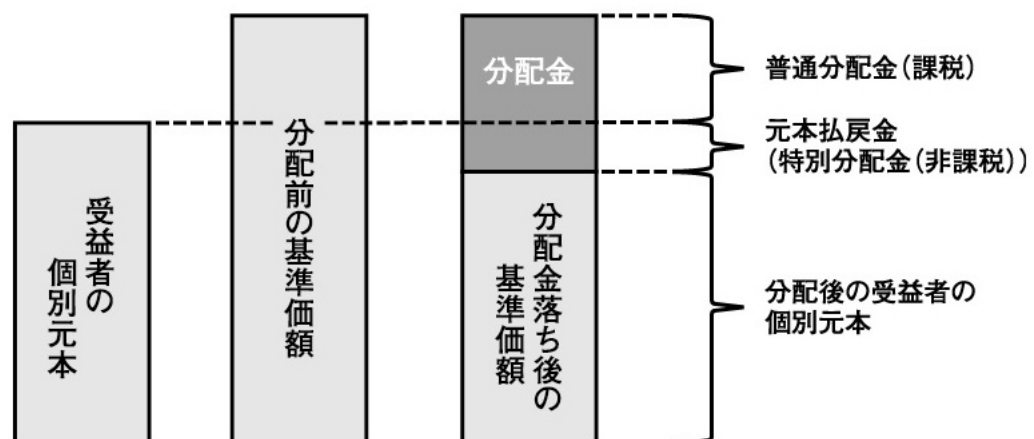 受益者の
個別元本
分配前の基準価額
分配金
分配金落ち後の
基準価額
普通分配金(課税)
元本払戻金
(特別分配金(非課税))
分配後の受益者の
個別元本